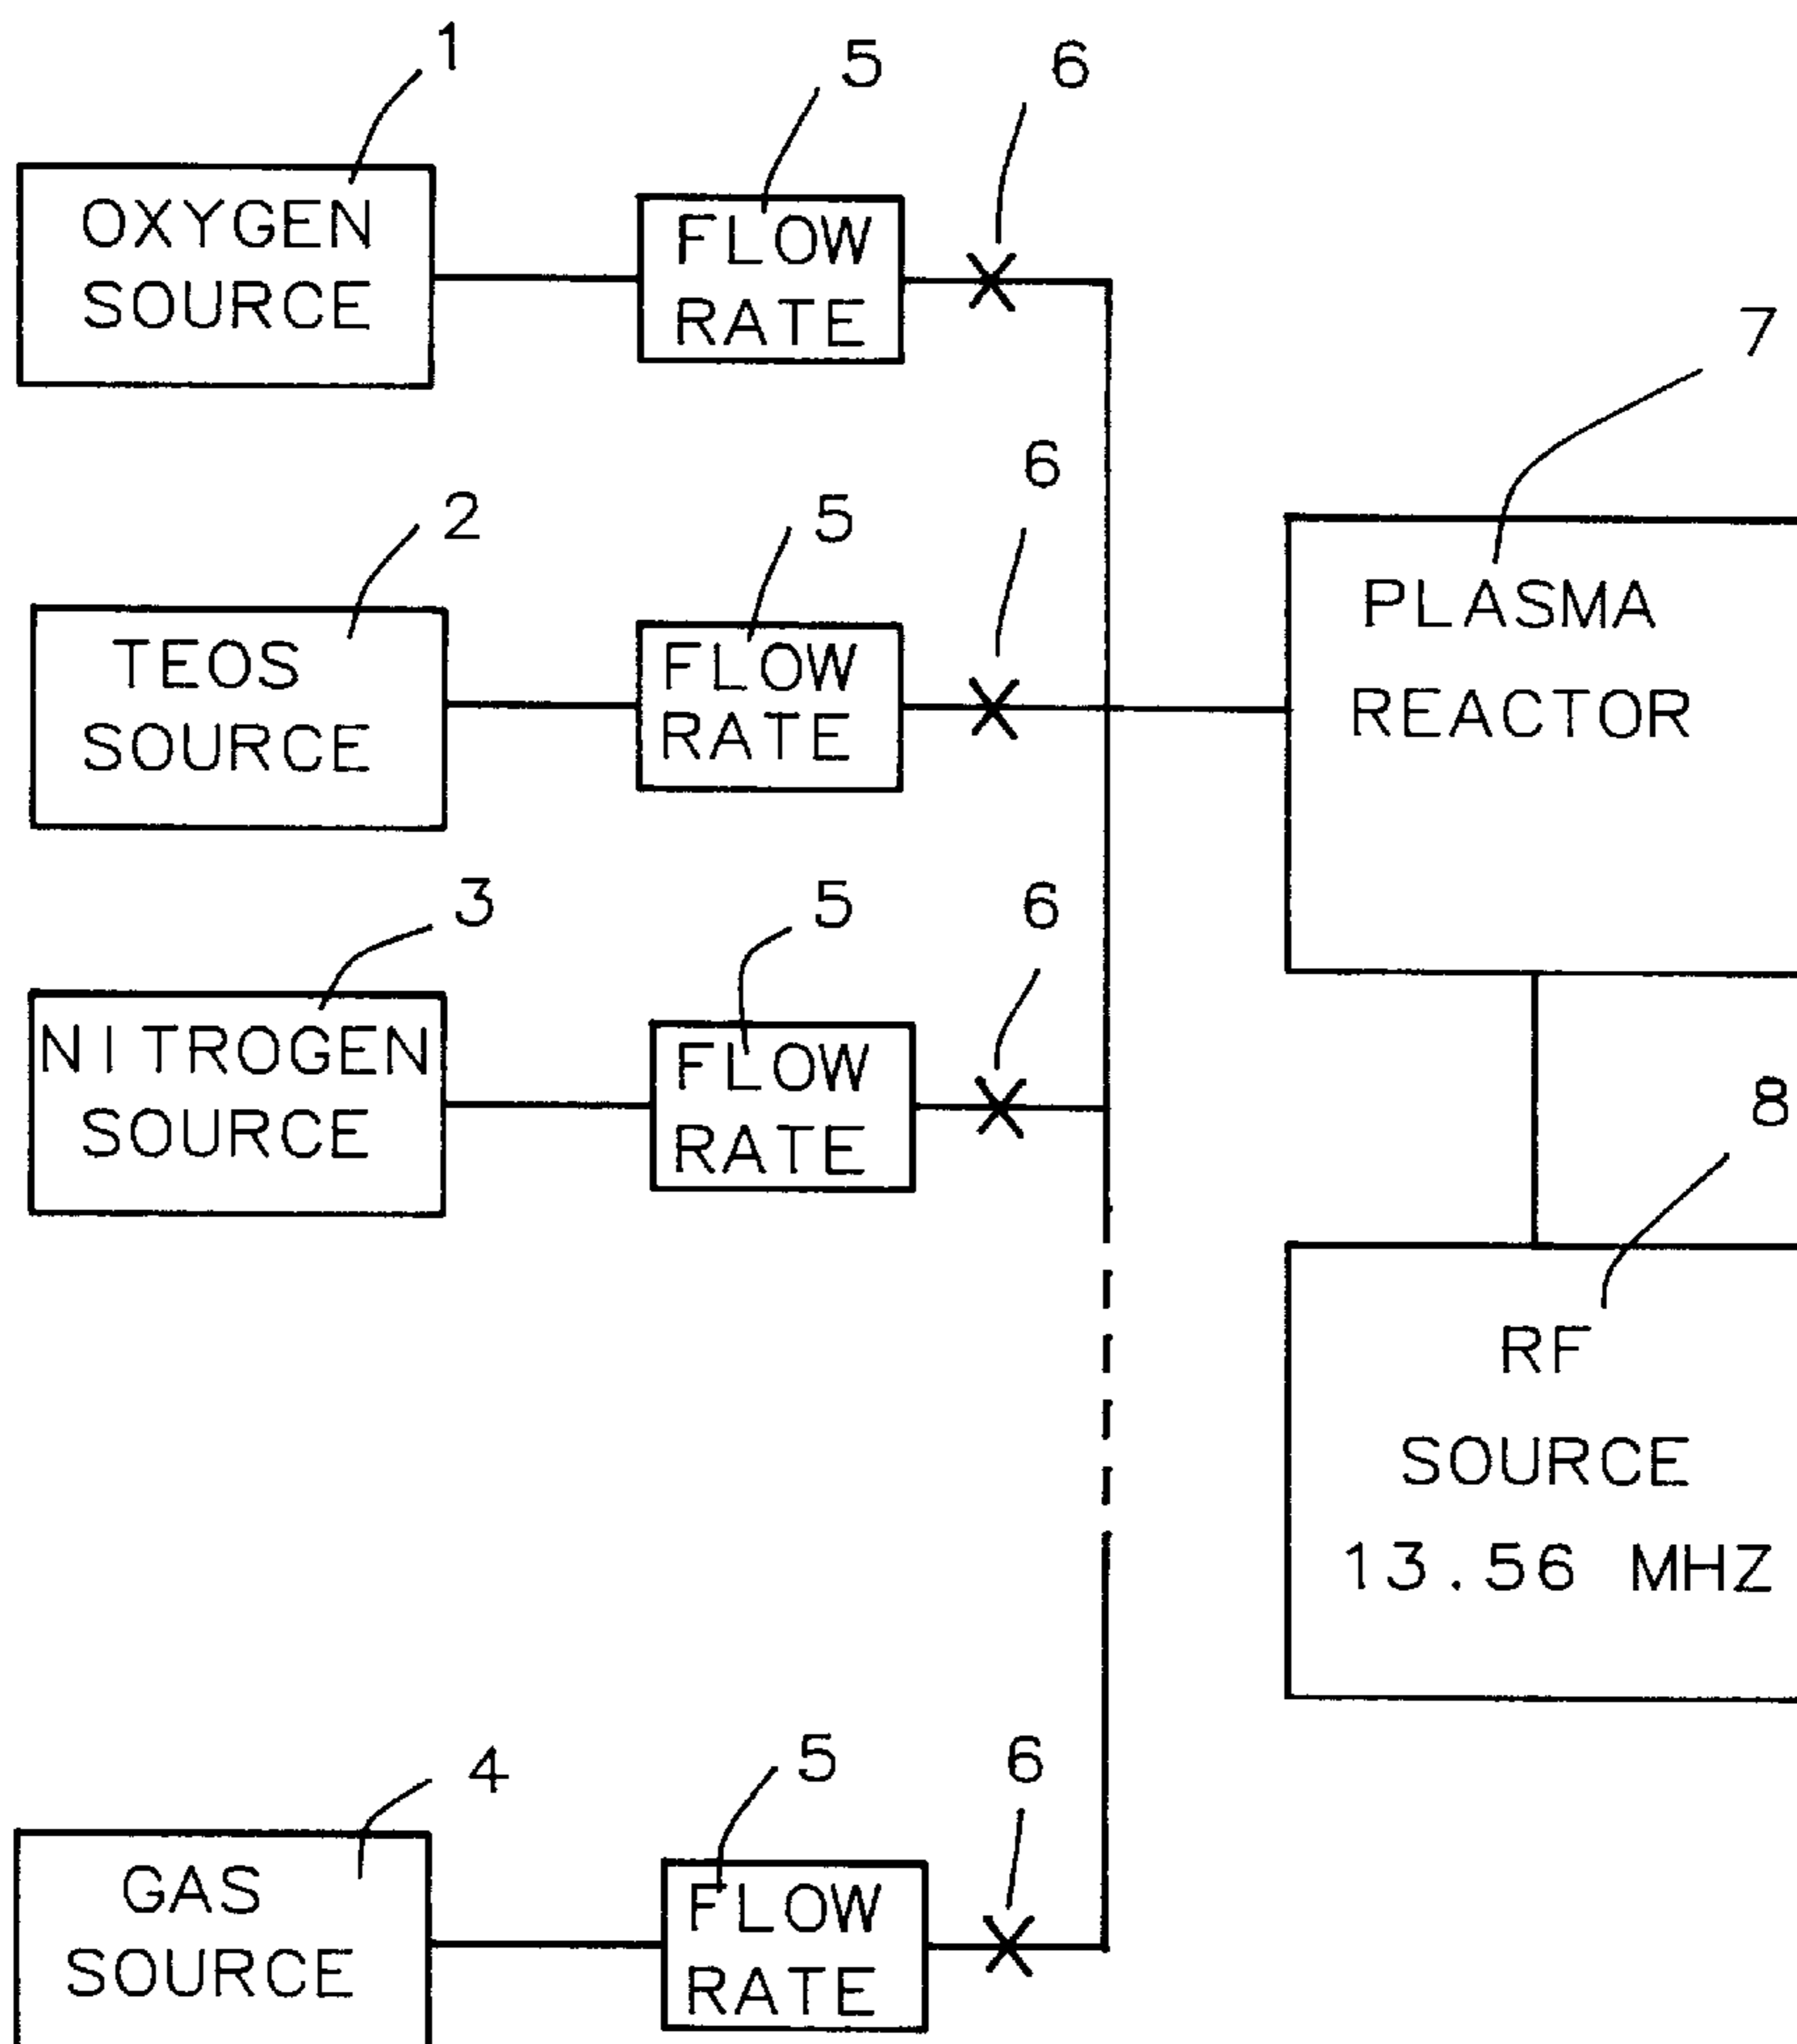 1
5
6
OXYGEN
SOURCE
FLOW
RATE
7
2
5
6
TEOS
SOURCE
FLOW
RATE
PLASMA
REACTOR
3
5
6
NITROGEN
SOURCE
FLOW
RATE
8
RF
SOURCE
13.56 MHZ
4
5
6
GAS
SOURCE
FLOW
RATE